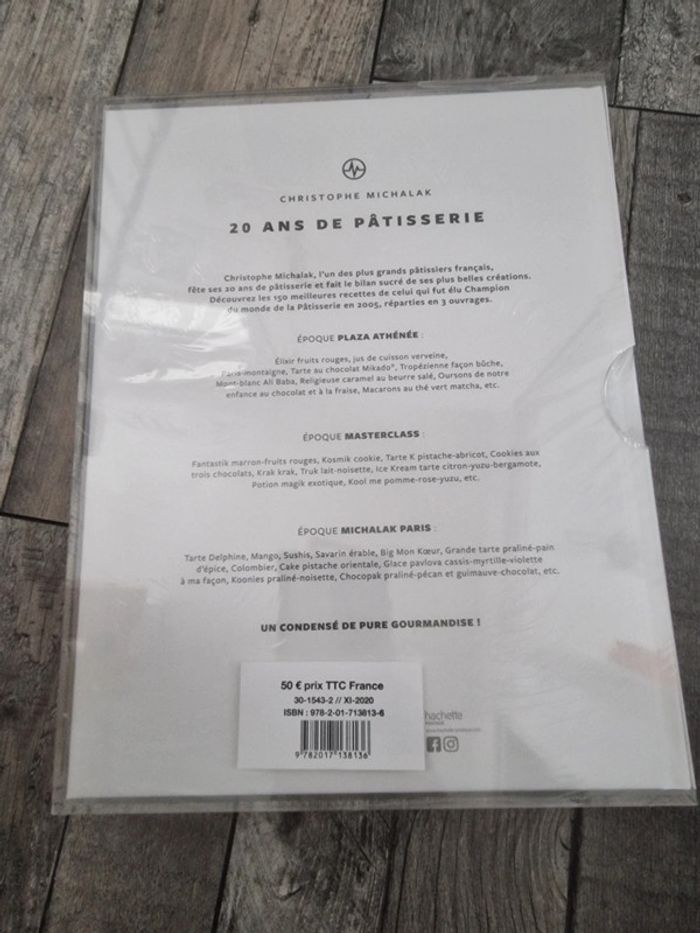 CHRISTOPHE MICHALAK
20 ANS DE PÂTISSERIE
Christophe Michalak, l'un des plus grands pâtissiers français,
fête ses 20 ans de pâtisserie et fait le bilan sucré de ses plus belles créations.
Découvrez les 150 meilleures recettes de celui qui fut élu Champion
du monde de la Pâtisserie en 2005, réparties en 3 ouvrages.
ÉPOQUE PLAZA ATHÉNÉE :
Élixir fruits rouges, jus de cuisson verveine,
Paris-montaigne, Tarte au chocolat Mikado®, Tropézienne façon bûche,
Mont-blanc Ali Baba, Religieuse caramel au beurre salé, Oursons de notre
enfance au chocolat et à la fraise, Macarons au thé vert matcha, etc.
ÉPOQUE MASTERCLASS :
Fantastik marron-fruits rouges, Kosmik cookie, Tarte K pistache-abricot, Cookies aux
trois chocolats, Krak krak, Truk lait-noisette, Ice Kream tarte citron-yuzu-bergamote,
Potion magik exotique, Kool me pomme-rose-yuzu, etc.
ÉPOQUE MICHALAK PARIS :
Tarte Delphine, Mango, Sushis, Savarin érable, Big Mon Kœur, Grande tarte praliné-pain
d'épice, Colombier, Cake pistache orientale, Glace pavlova cassis-myrtille-violette
à ma façon, Koonies praliné-noisette, Chocopak praliné-pécan et guimauve-chocolat, etc.
UN CONDENSÉ DE PURE GOURMANDISE !
50 € prix TTC France
30-1543-2 // XI-2020
ISBN : 978-2-01-713813-6
9 782017 138136
hachette